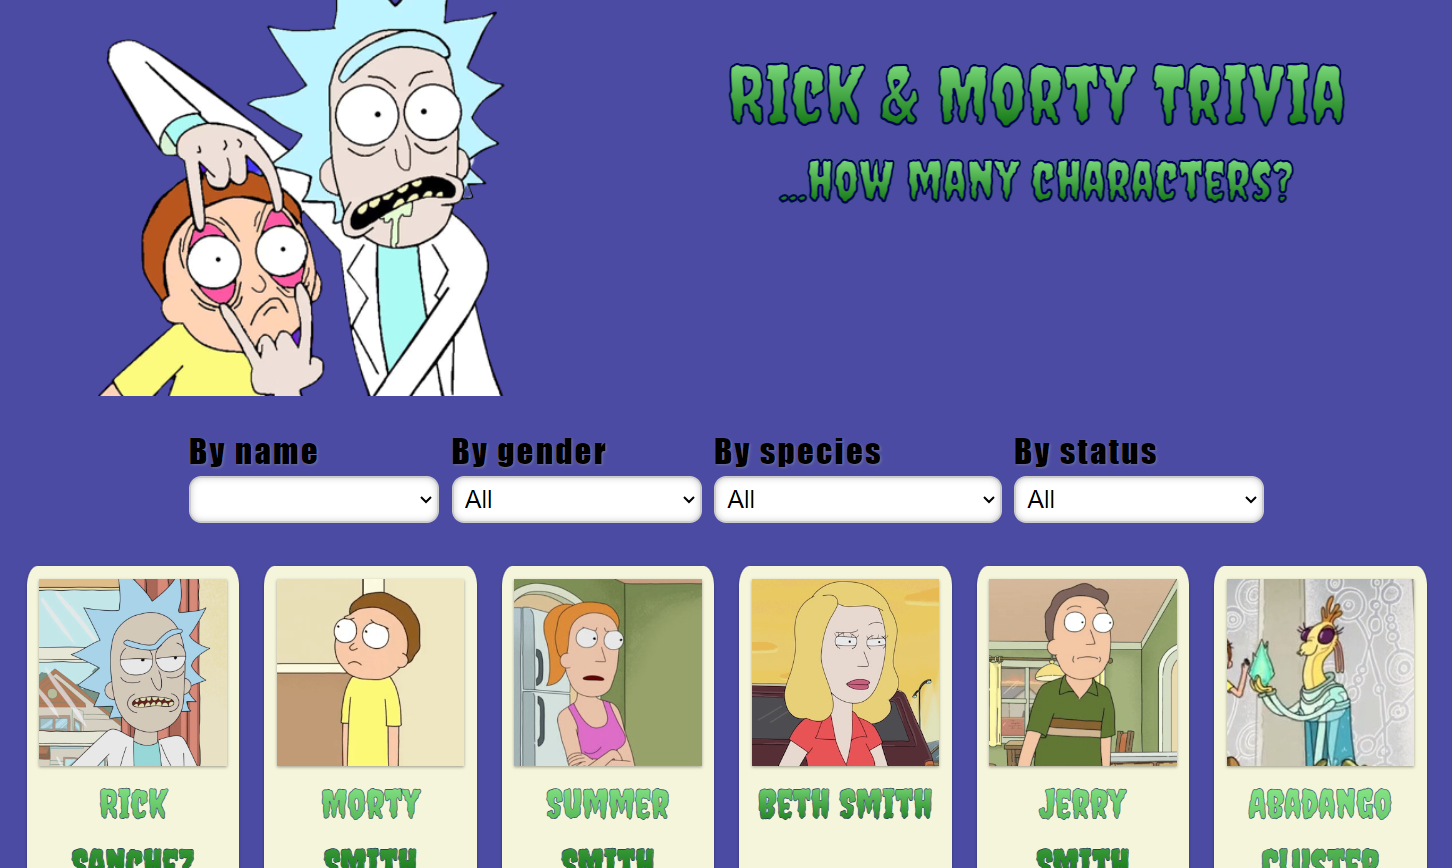 RICK & MORTY TRIVIA
...HOW MANY CHARACTERS?
By name By gender By species By status
All All All
RICK MORTY SUMMER BETH SMITH JERRY ABADANGO
SANCHEZ SMITH SMITH SMITH CLUSTER